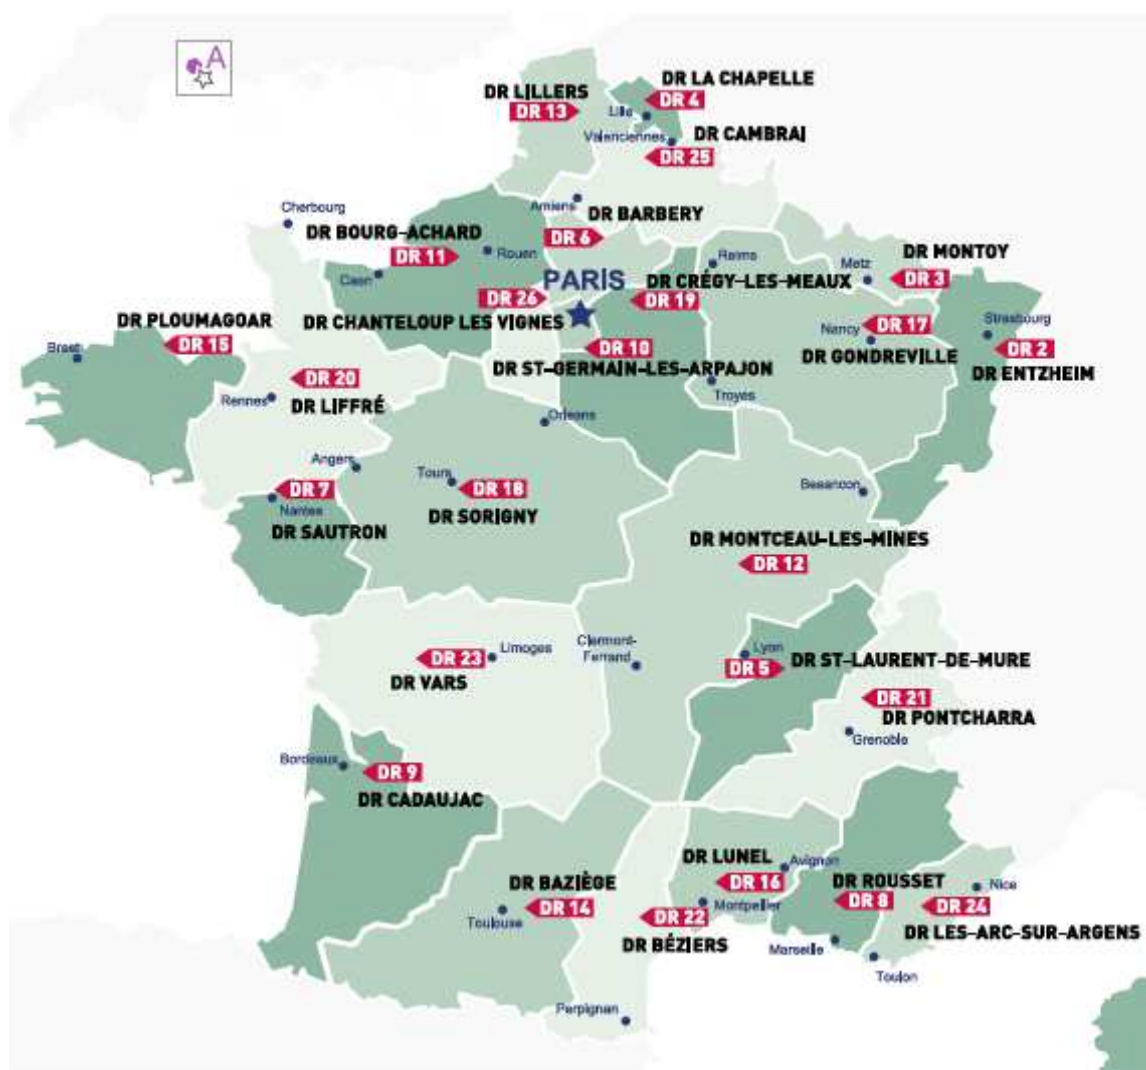 A
DR LA CHAPELLE
DR LILLERS
DR 4
DR 13
Lille
Valenciennes
DR CAMBRAI
DR 25
Amiens
Cherbourg
DR BARBERY
DR BOURG-ACHARD
DR 6
DR 11
Rouen
Reims
Metz
DR MONTOY
DR 3
Caen
PARIS
DR CRÉGY-LES-MEAUX
DR 26
DR 19
DR PLOUMAGOAR
DR CHANTELOUP LES VIGNES
Nancy
DR 17
Strasbourg
DR 15
Brest
DR 10
DR GONDREVILLE
DR 2
DR ST-GERMAIN-LES-ARPAJON
DR ENTZHEIM
DR 20
Rennes
DR LIFFRÉ
Troyes
Orléans
Angers
Tours
DR 7
DR 18
Besancon
Nantes
DR SORIGNY
DR SAUTRON
DR MONTCEAU-LES-MINES
DR 12
Clermont-
Ferrand
Limoges
Lyon
DR 23
DR 5
DR ST-LAURENT-DE-MURE
DR VARS
DR 21
DR PONTCHARRA
Grenoble
Bordeaux
DR 9
DR CADAUJAC
DR LUNEL
Avignon
DR BAZIÈGE
DR 16
DR ROUSSET
Nice
DR 14
DR 22
Montpellier
DR 8
DR 24
Toulouse
DR BÉZIERS
DR LES-ARC-SUR-ARGENS
Marseille
Toulon
Perpignan